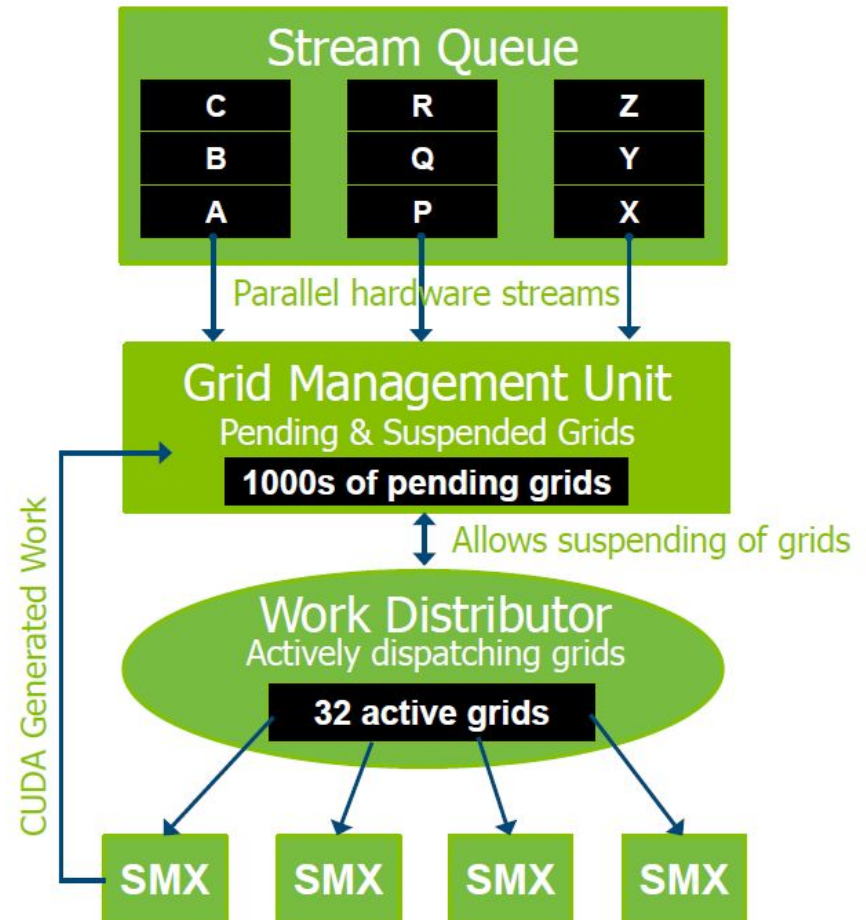 Stream Queue
C R Z
B Q Y
A P X
Parallel hardware streams
Grid Management Unit
Pending & Suspended Grids
1000s of pending grids
CUDA Generated Work
Allows suspending of grids
Work Distributor
Actively dispatching grids
32 active grids
SMX SMX SMX SMX